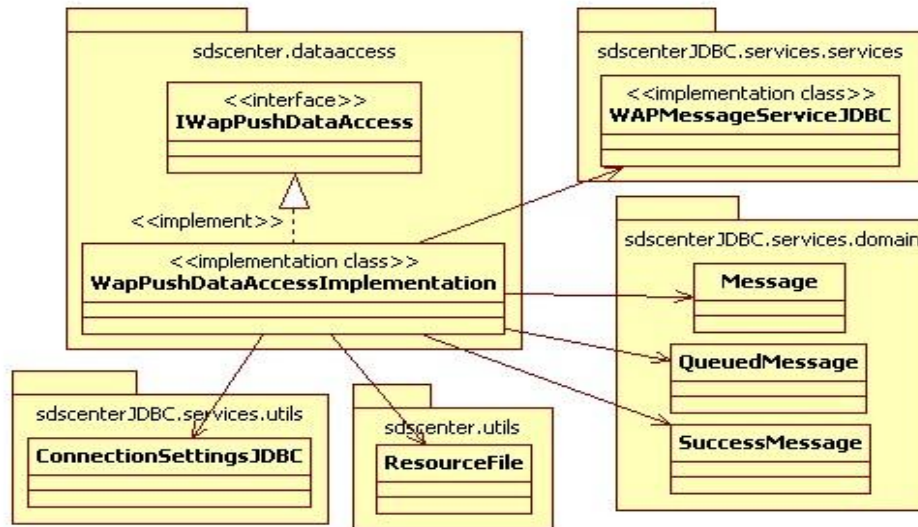 sdscenter.dataaccess
<<interface>>
IWapPushDataAccess
<<implement>>
<<implementation class>>
WapPushDataAccessImplementation
sdscenterJDBC.services.services
<<implementation class>>
WAPMessageServiceJDBC
sdscenterJDBC.services.domain
Message
QueuedMessage
SuccessMessage
sdscenterJDBC.services.utils
ConnectionSettingsJDBC
sdscenter.utils
ResourceFile